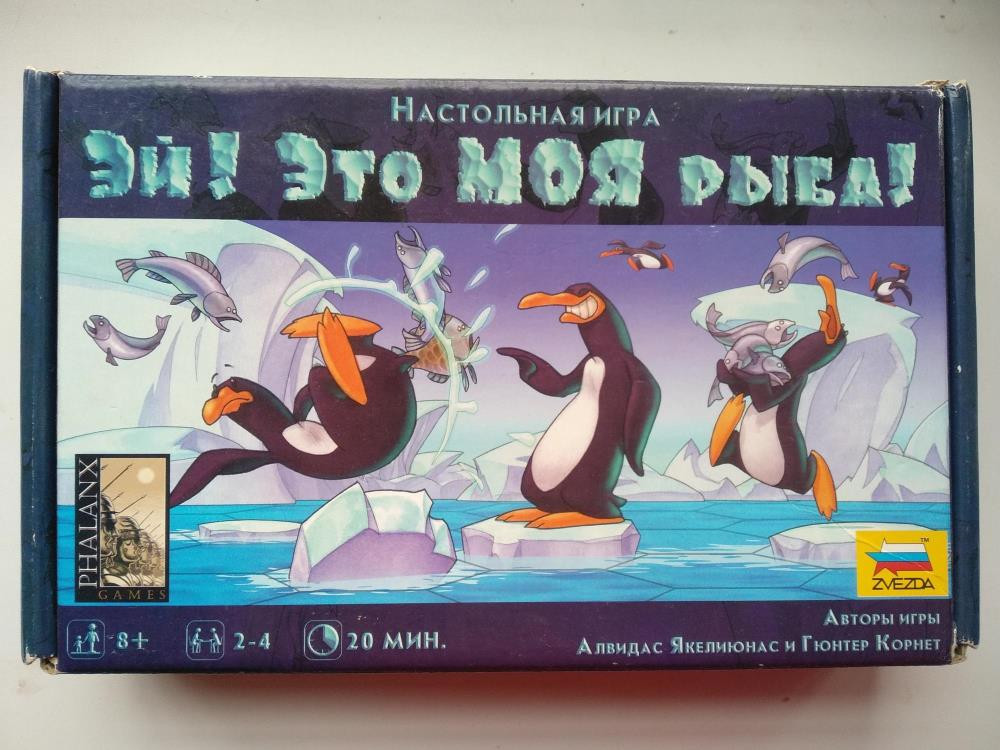 Настольная игра
Эй! Это МОЯ рыба!
PHALANX
GAMES
™
ZVEZDA
8+
2-4
20 мин.
Авторы игры
Алвидас Якелиюнас и Гюнтер Корнет